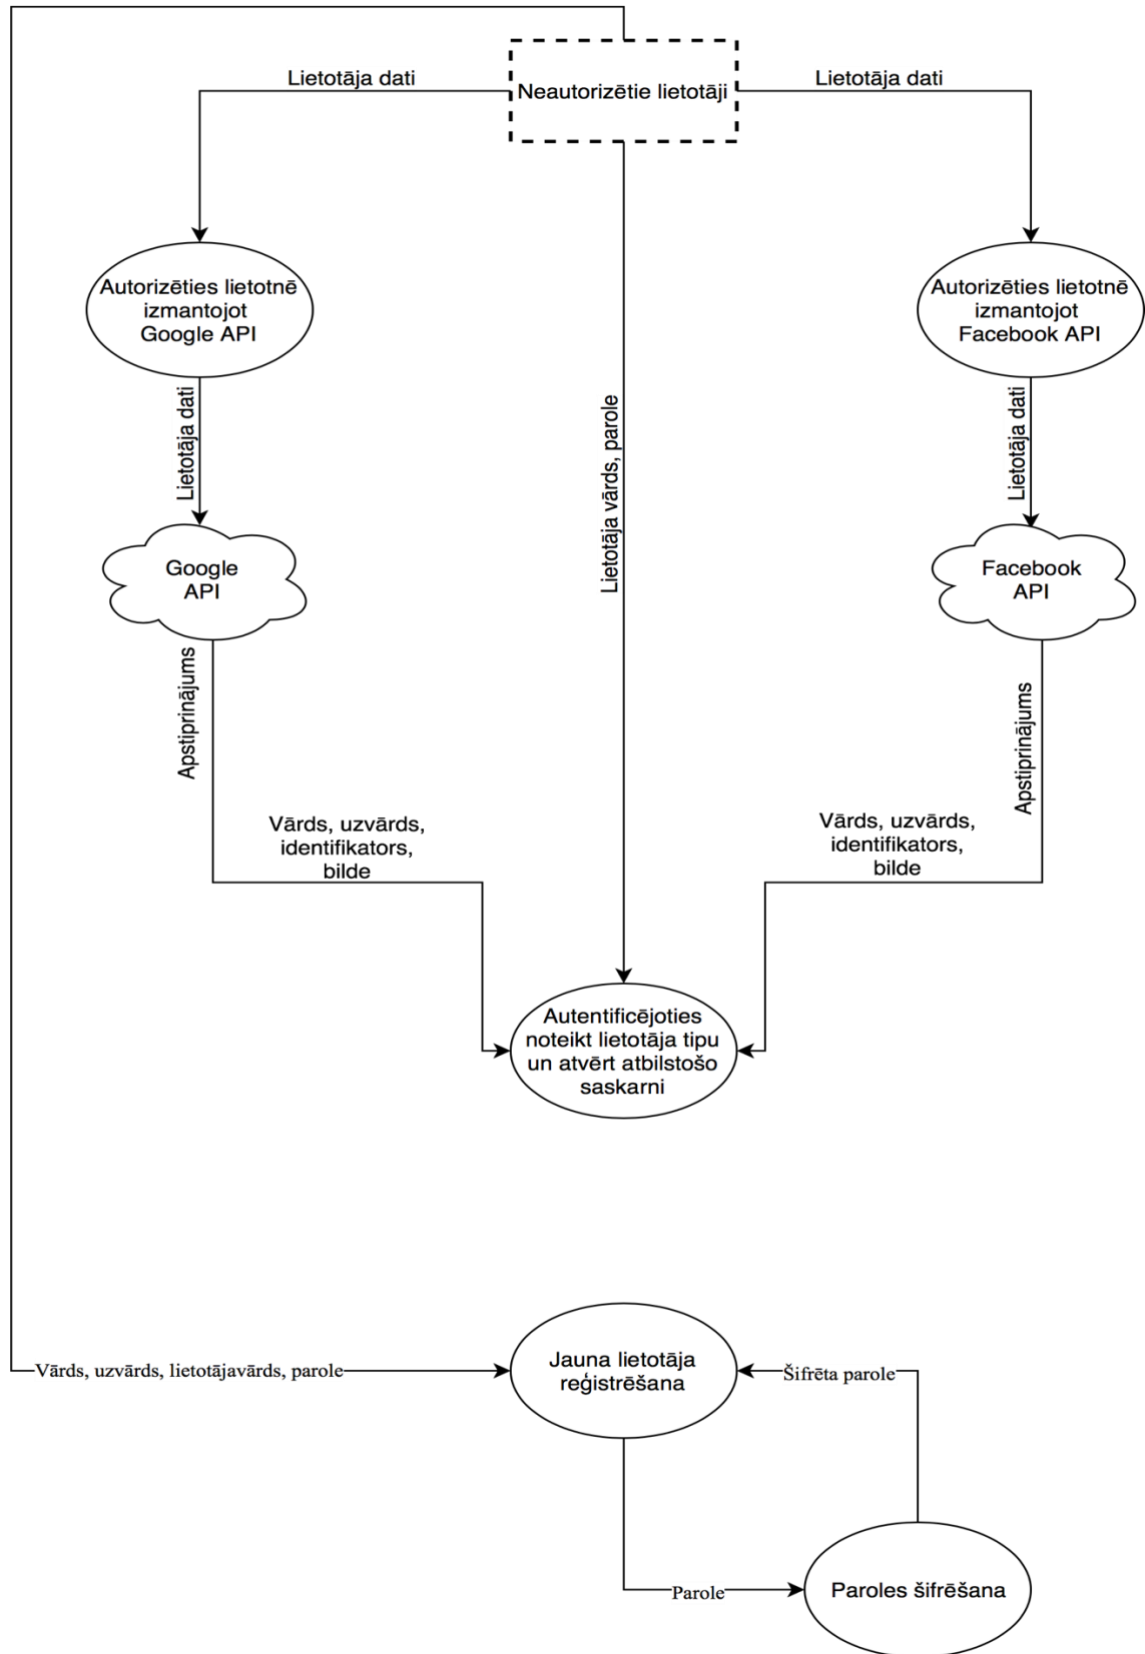 Lietotāja dati
Neautorizētie lietotāji
Lietotāja dati
Autorizēties lietotnē
izmantojot
Google API
Autorizēties lietotnē
izmantojot
Facebook API
Lietotāja dati
Lietotāja vārds, parole
Lietotāja dati
Google
API
Facebook
API
Apstiprinājums
Apstiprinājums
Vārds, uzvārds,
identifikators,
bilde
Vārds, uzvārds,
identifikators,
bilde
Autentificējoties
noteikt lietotāja tipu
un atvērt atbilstošo
saskarni
Vārds, uzvārds, lietotājavārds, parole
Jauna lietotāja
reģistrēšana
Šifrēta parole
Parole
Paroles šifrēšana